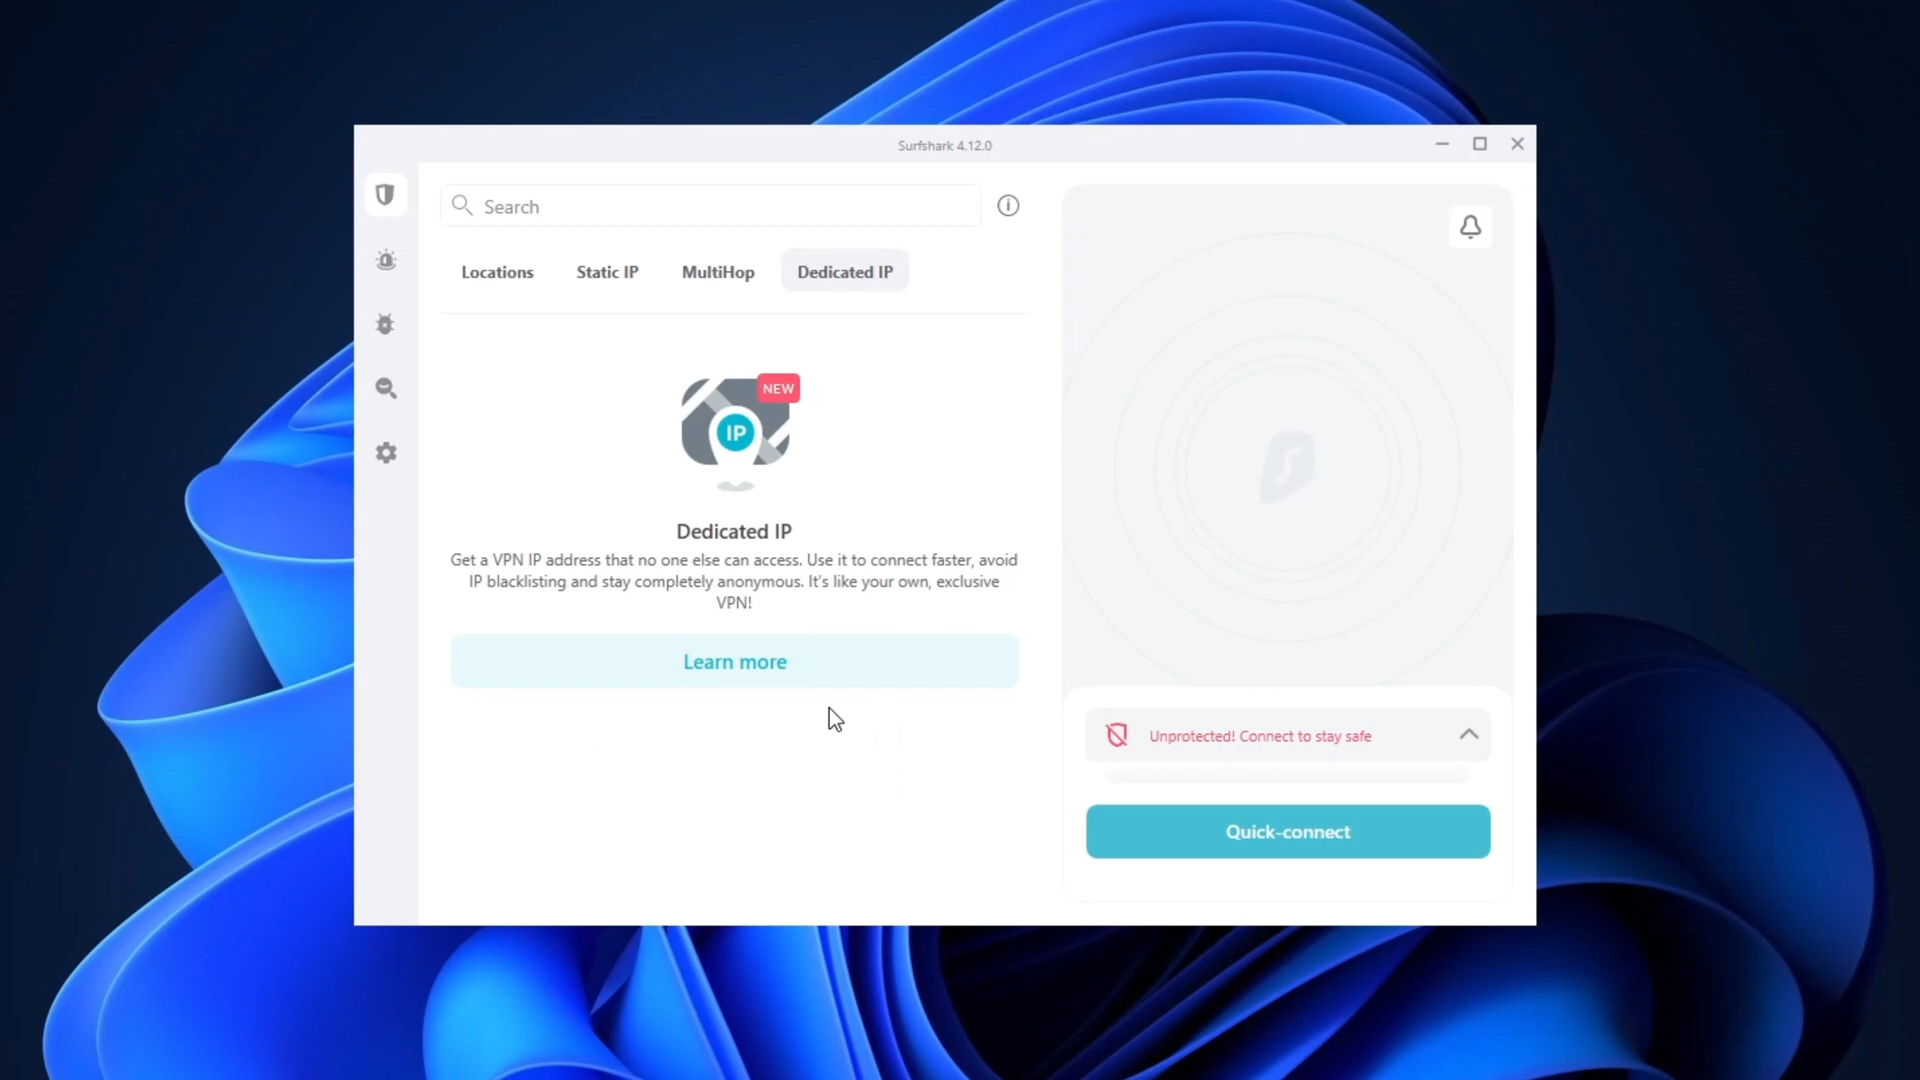 Surfshark 4.12.0
Search
Locations
Static IP
MultiHop
Dedicated IP
NEW
IP
Dedicated IP
Get a VPN IP address that no one else can access. Use it to connect faster, avoid
IP blacklisting and stay completely anonymous. It's like your own, exclusive
VPN!
Learn more
Unprotected! Connect to stay safe
Quick-connect